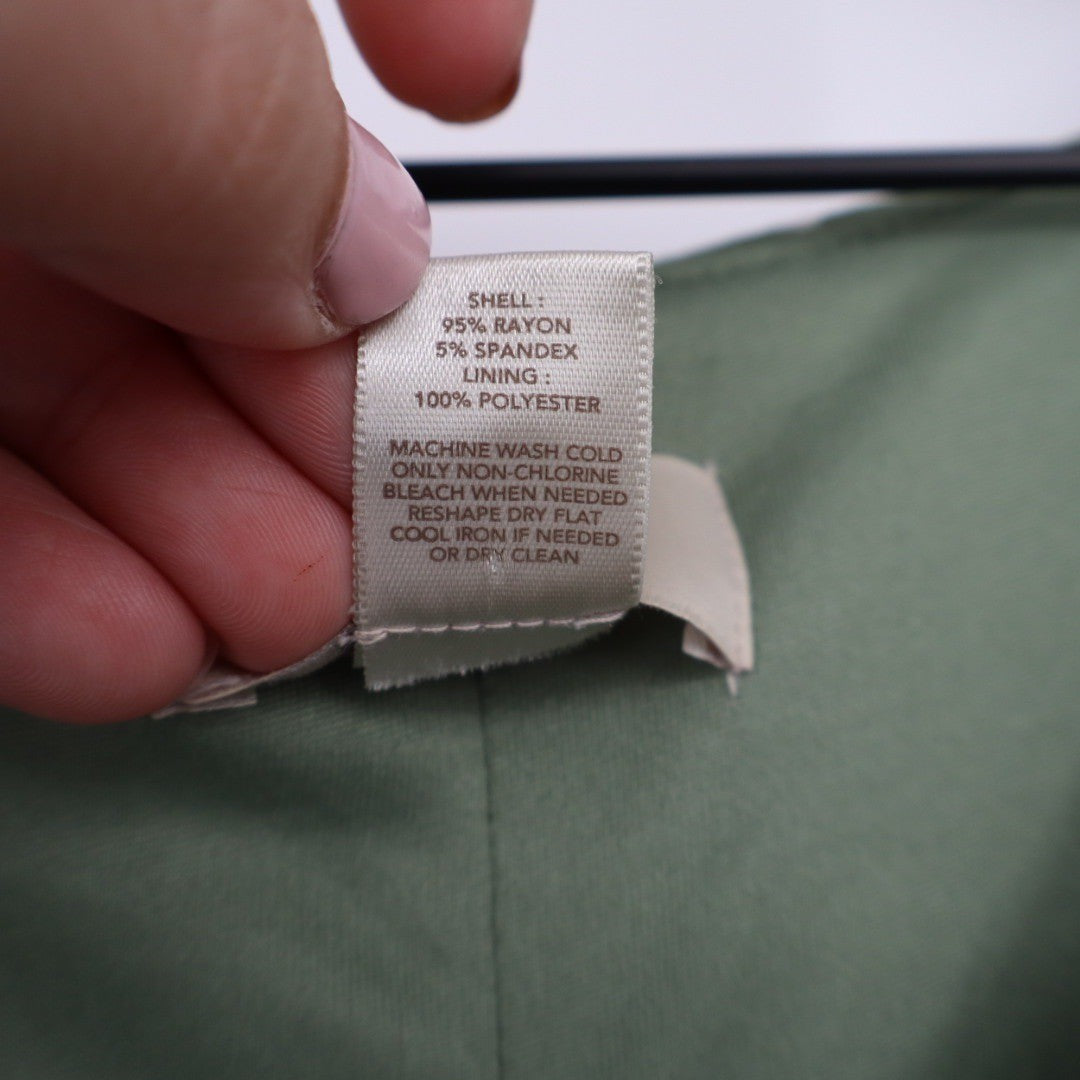 SHELL :
95% RAYON
5% SPANDEX
LINING :
100% POLYESTER
MACHINE WASH COLD
ONLY NON-CHLORINE
BLEACH WHEN NEEDED
RESHAPE DRY FLAT
COOL IRON IF NEEDED
OR DRY CLEAN